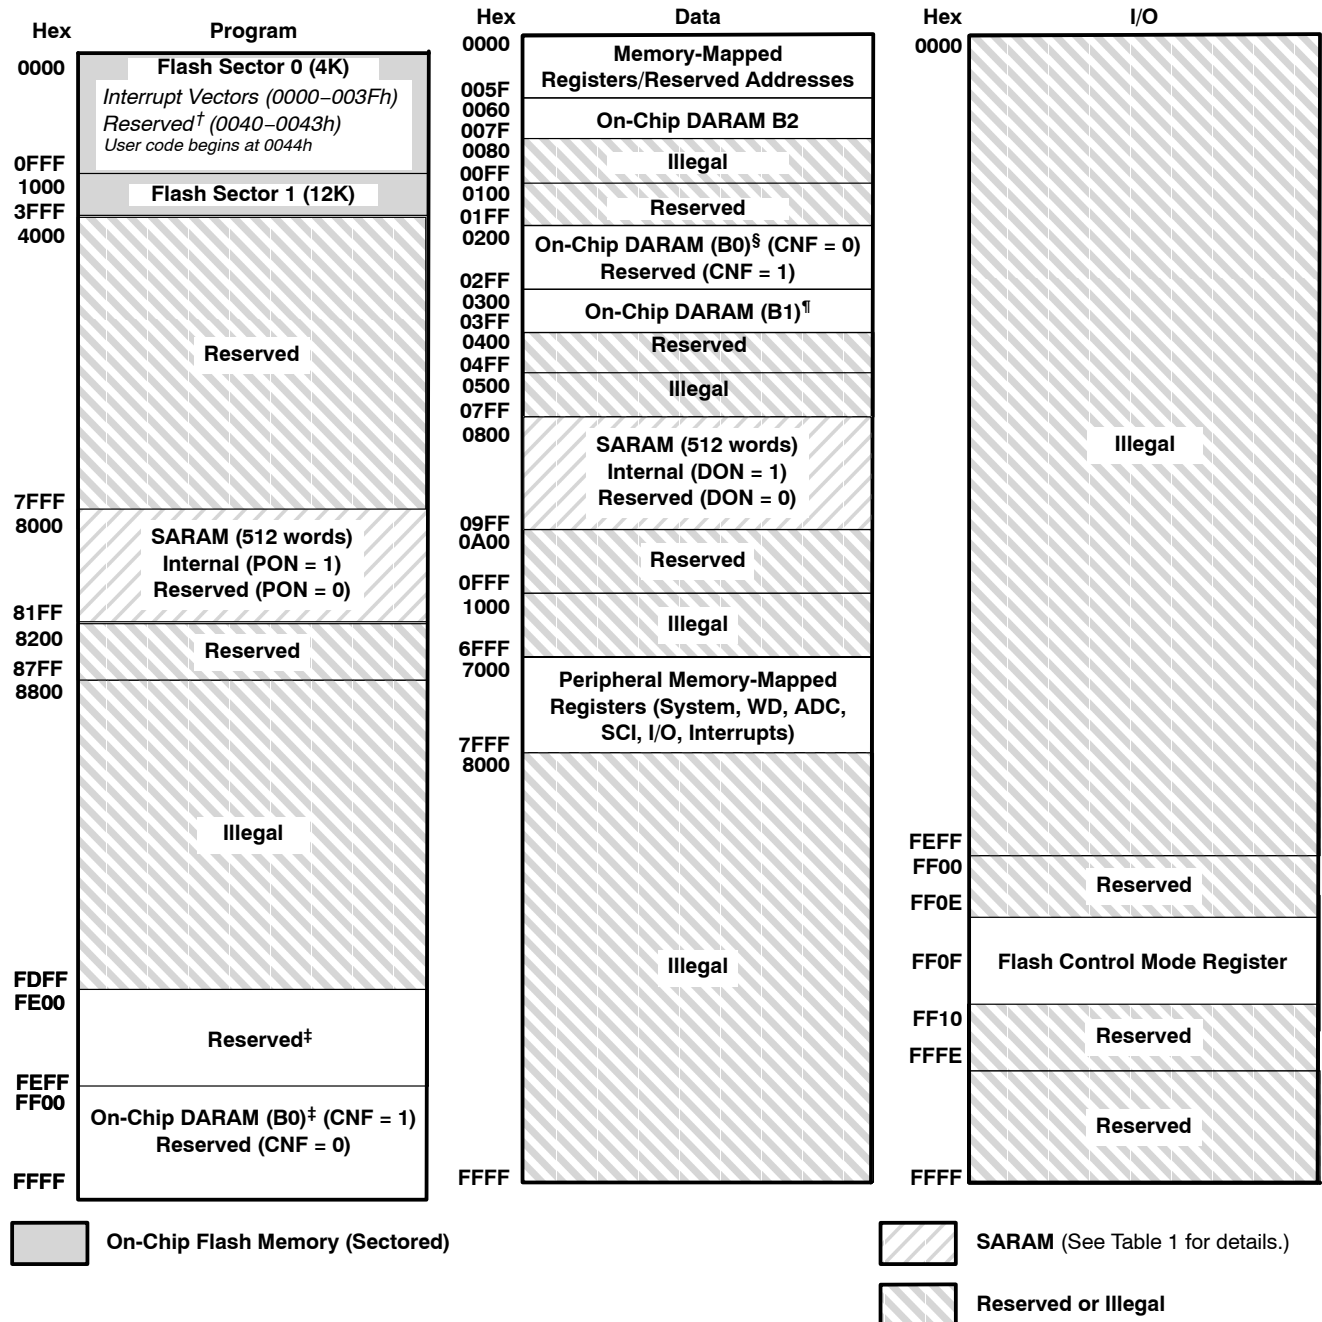 Hex Program
0000
Flash Sector 0 (4K)
Interrupt Vectors (0000–003Fh)
Reserved† (0040–0043h)
User code begins at 0044h
0FFF
1000
Flash Sector 1 (12K)
3FFF
4000
Reserved
7FFF
8000
SARAM (512 words)
Internal (PON = 1)
Reserved (PON = 0)
81FF
8200
Reserved
87FF
8800
Illegal
FDFF
FE00
Reserved‡
FEFF
FF00
On-Chip DARAM (B0)‡ (CNF = 1)
Reserved (CNF = 0)
FFFF
Hex Data
0000
Memory-Mapped
Registers/Reserved Addresses
005F
0060
On-Chip DARAM B2
007F
0080
Illegal
00FF
0100
Reserved
01FF
0200
On-Chip DARAM (B0)§ (CNF = 0)
Reserved (CNF = 1)
02FF
0300
On-Chip DARAM (B1)¶
03FF
0400
Reserved
04FF
0500
Illegal
07FF
0800
SARAM (512 words)
Internal (DON = 1)
Reserved (DON = 0)
09FF
0A00
Reserved
0FFF
1000
Illegal
6FFF
7000
Peripheral Memory-Mapped
Registers (System, WD, ADC,
SCI, I/O, Interrupts)
7FFF
8000
Illegal
FFFF
Hex I/O
0000
Illegal
FEFF
FF00
Reserved
FF0E
FF0F Flash Control Mode Register
FF10
Reserved
FFFE
Reserved
FFFF
On-Chip Flash Memory (Sectored)
SARAM (See Table 1 for details.)
Reserved or Illegal